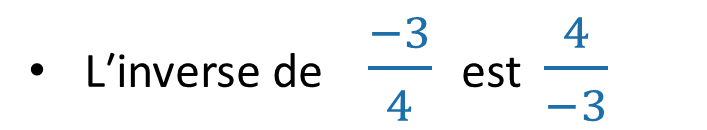 • L’inverse de −3/4 est 4/−3